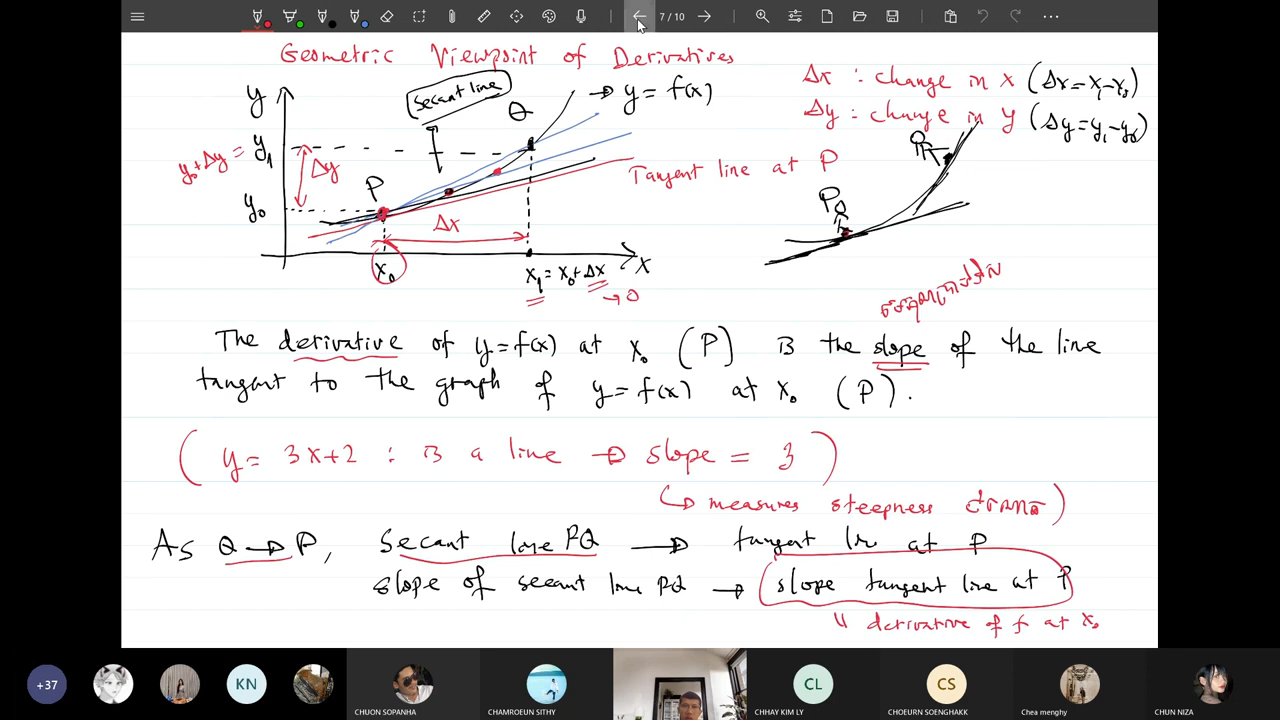 7 / 10
Geometric Viewpoint of Derivatives
y
secant line
Q
→ y = f(x)
Δx : change in x (Δx = x₁ - x₀)
Δy : change in y (Δy = y₁ - y₀)
y₀+Δy = y₁
Δy
P
Tangent line at P
y₀
Δx
P
x₀
x₁ = x₀ + Δx
→ 0
x
The derivative of y = f(x) at x₀ (P) is the slope of the line
tangent to the graph of y = f(x) at x₀ (P).
( y = 3x+2 : is a line → slope = 3 )
↳ measures steepness
As Q → P, Secant line PQ → tangent line at P
slope of secant line PQ → slope tangent line at P
derivative of f at x₀
+37
KN
CHUON SOPANHA
CHAMROEUN SITHY
CL
CHHAY KIM LY
CS
CHOEURN SOENGHAKK
Chea menghy
CHUN NIZA